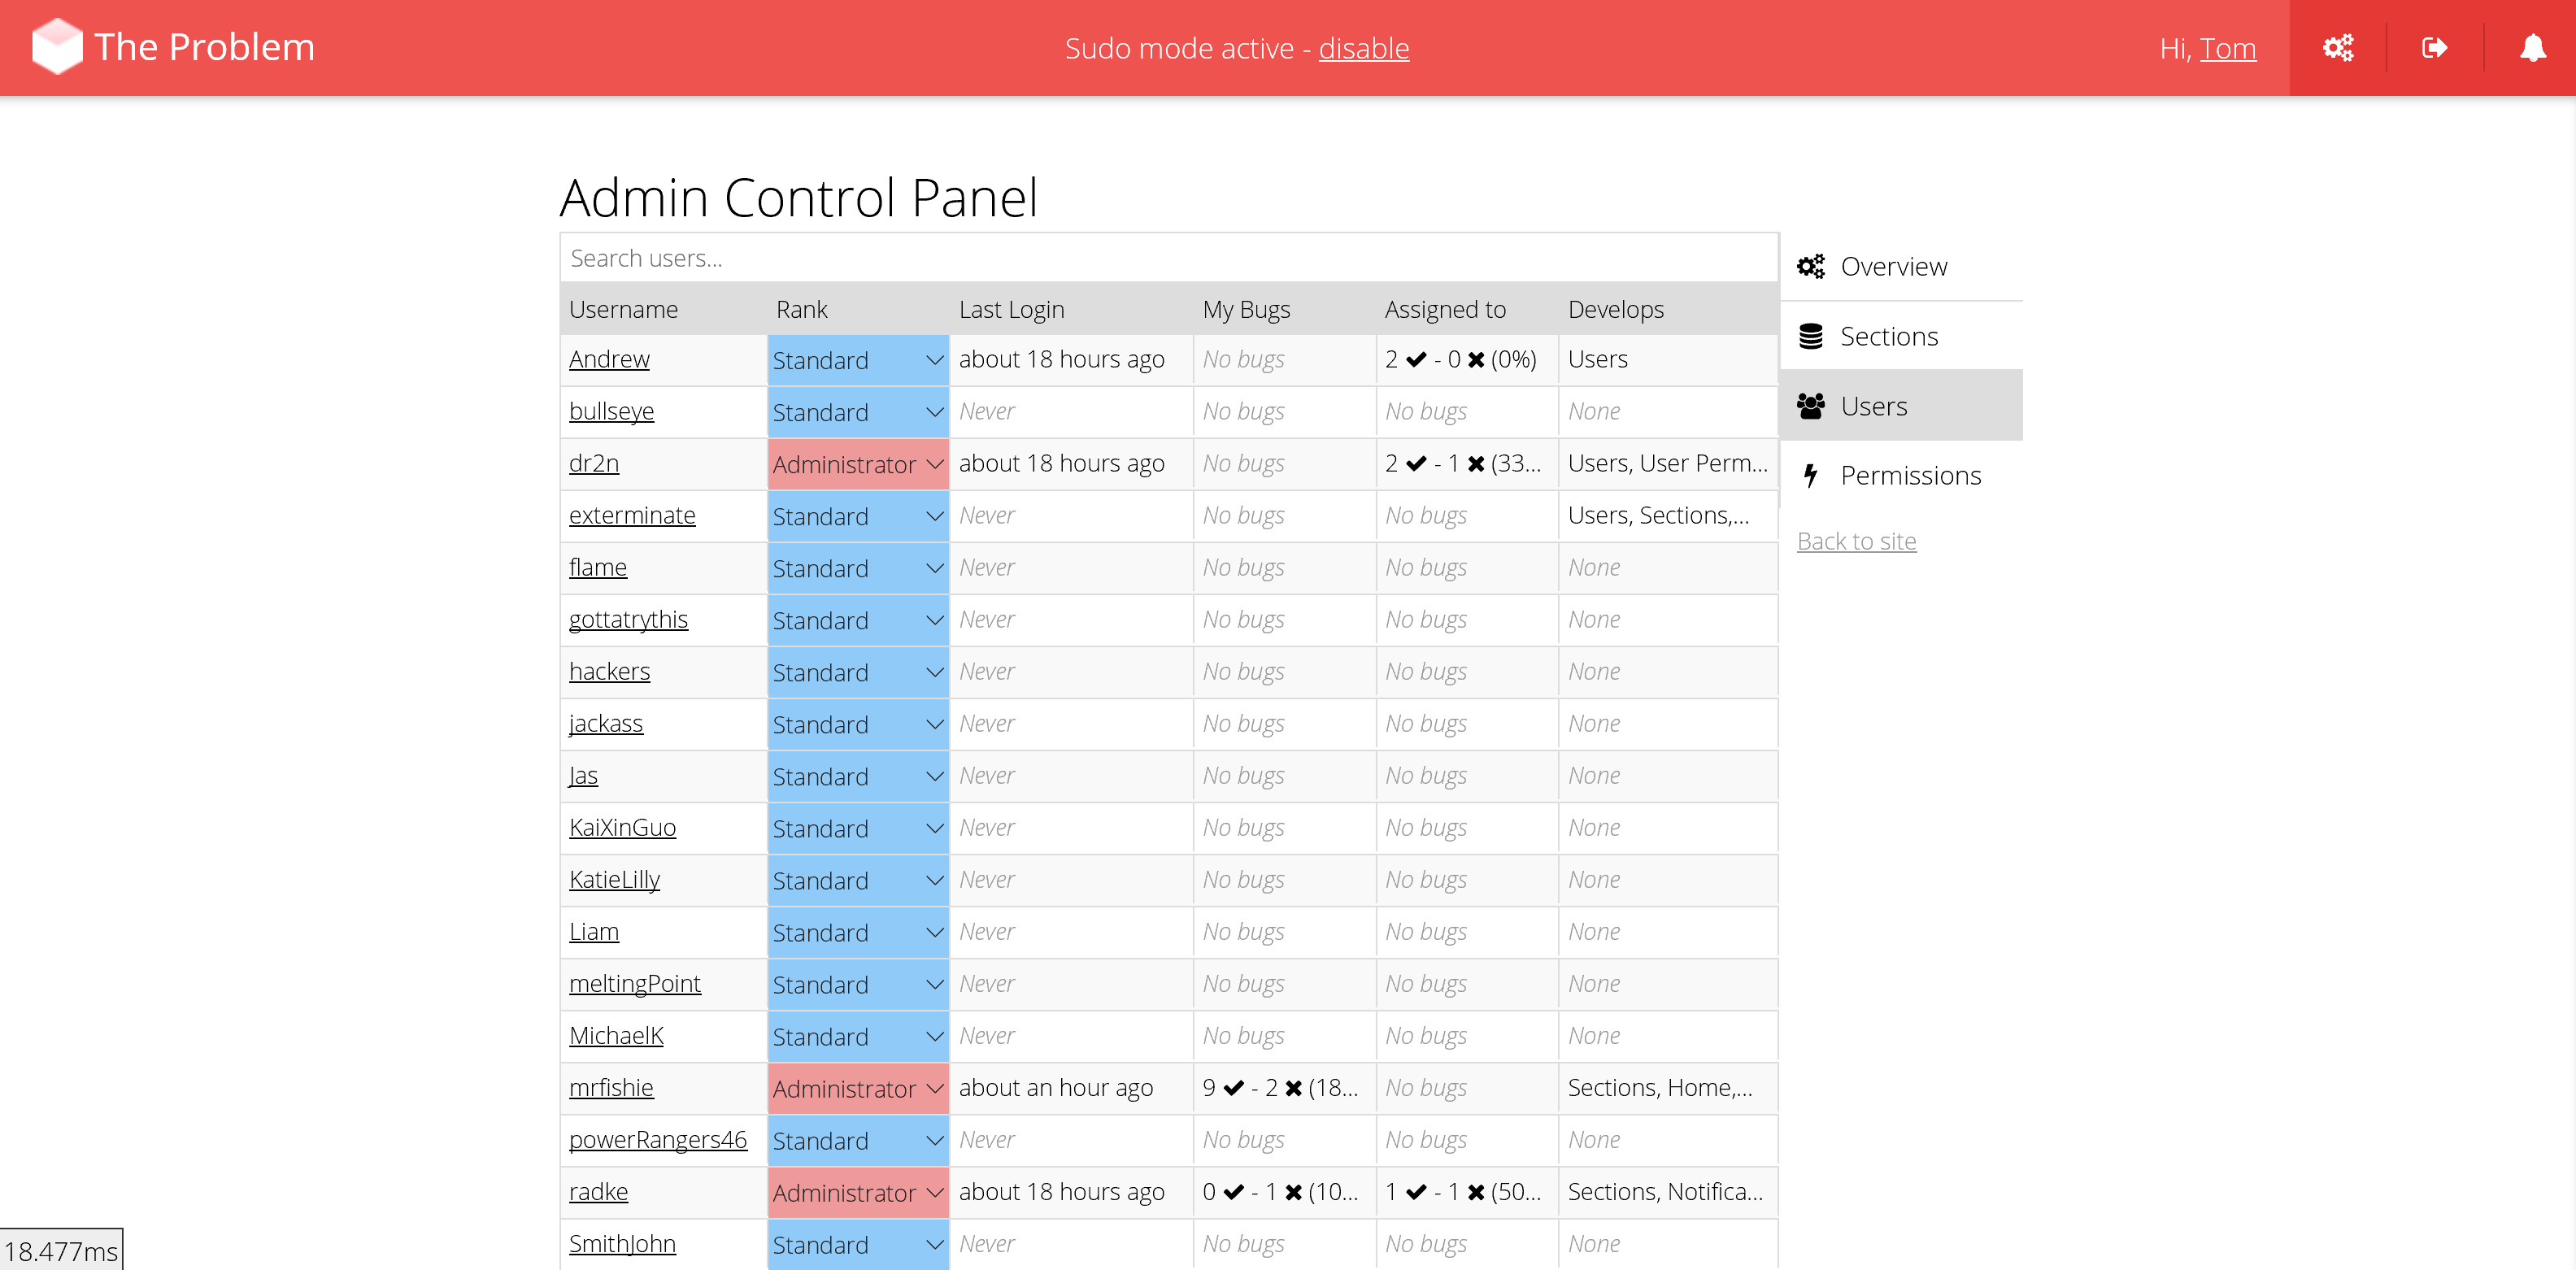 The Problem
Sudo mode active - disable
Hi, Tom
Admin Control Panel
Search users...
Username Rank Last Login My Bugs Assigned to Develops
Andrew Standard about 18 hours ago No bugs 2 ✔ - 0 ✖ (0%) Users
bullseye Standard Never No bugs No bugs None
dr2n Administrator about 18 hours ago No bugs 2 ✔ - 1 ✖ (33... Users, User Perm...
exterminate Standard Never No bugs No bugs Users, Sections,...
flame Standard Never No bugs No bugs None
gottatrythis Standard Never No bugs No bugs None
hackers Standard Never No bugs No bugs None
jackass Standard Never No bugs No bugs None
Jas Standard Never No bugs No bugs None
KaiXinGuo Standard Never No bugs No bugs None
KatieLilly Standard Never No bugs No bugs None
Liam Standard Never No bugs No bugs None
meltingPoint Standard Never No bugs No bugs None
MichaelK Standard Never No bugs No bugs None
mrfishie Administrator about an hour ago 9 ✔ - 2 ✖ (18... No bugs Sections, Home,...
powerRangers46 Standard Never No bugs No bugs None
radke Administrator about 18 hours ago 0 ✔ - 1 ✖ (10... 1 ✔ - 1 ✖ (50... Sections, Notifica...
SmithJohn Standard Never No bugs No bugs None
Overview
Sections
Users
Permissions
Back to site
18.477ms